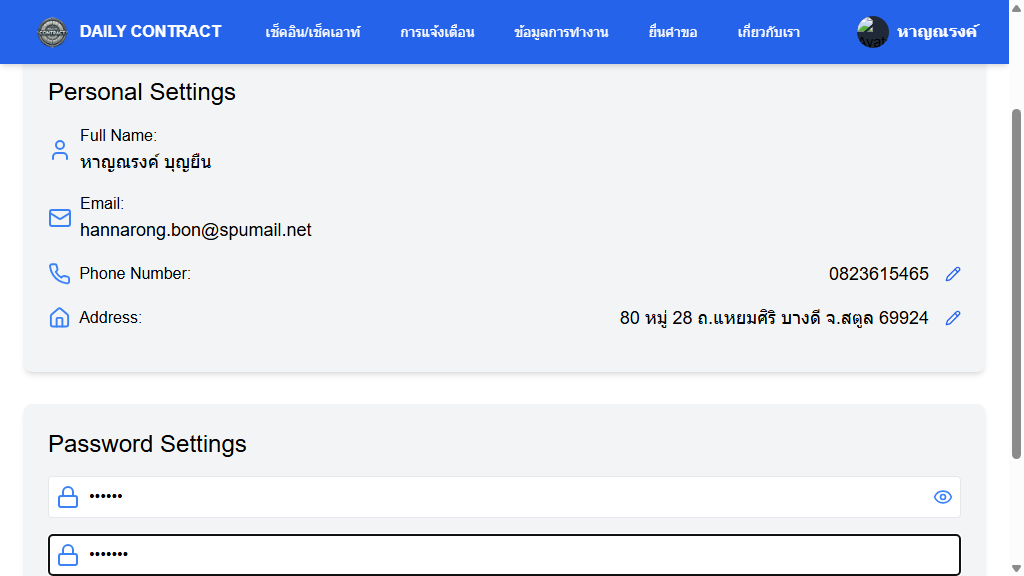 DAILY CONTRACT
เช็คอิน/เช็คเอาท์
การแจ้งเตือน
ข้อมูลการทำงาน
ยื่นคำขอ
เกี่ยวกับเรา
หาญณรงค์
Personal Settings
Full Name:
หาญณรงค์ บุญยืน
Email:
hannarong.bon@spumail.net
Phone Number:
0823615465
Address:
80 หมู่ 28 ถ.แหยมศิริ บางดี จ.สตูล 69924
Password Settings
••••••
•••••••